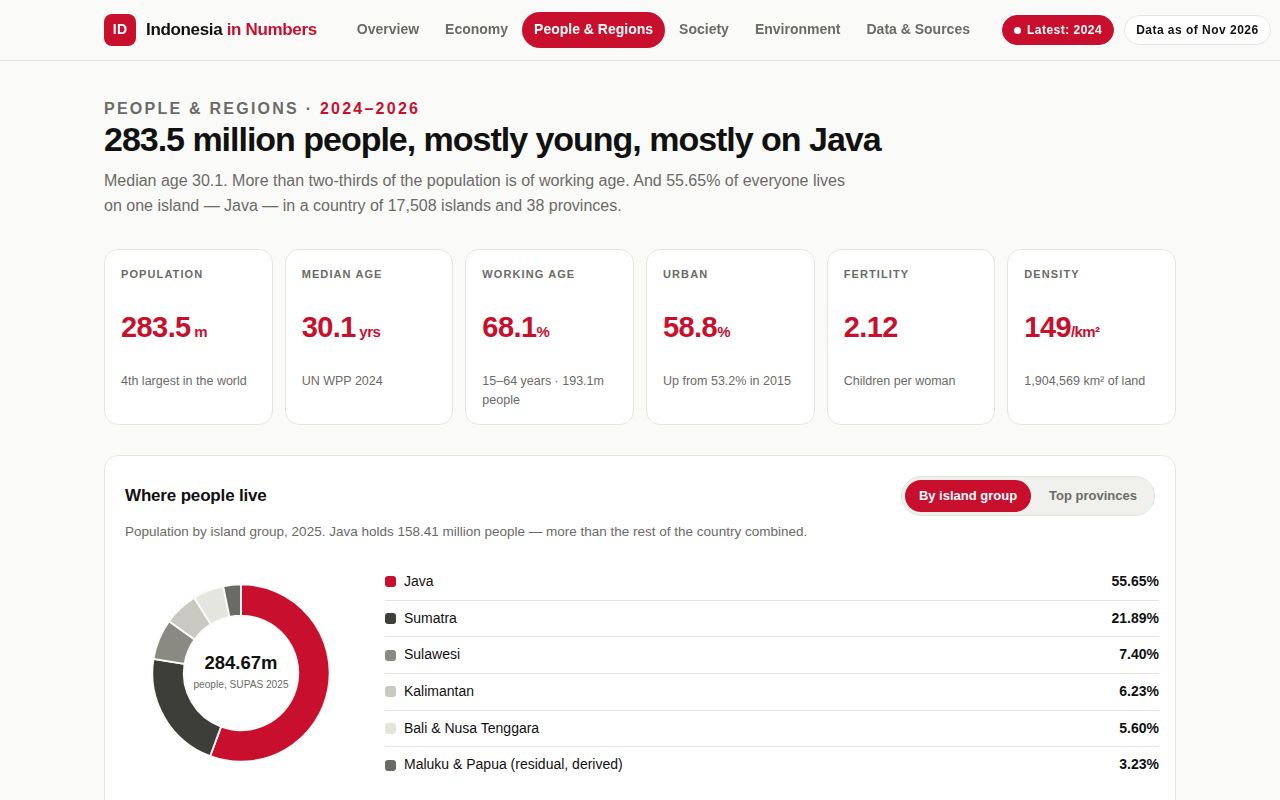 ID Indonesia in Numbers Overview Economy People & Regions Society Environment Data & Sources Latest: 2024 Data as of Nov 2026
PEOPLE & REGIONS · 2024–2026
283.5 million people, mostly young, mostly on Java
Median age 30.1. More than two-thirds of the population is of working age. And 55.65% of everyone lives
on one island — Java — in a country of 17,508 islands and 38 provinces.
POPULATION
283.5 m
4th largest in the world
MEDIAN AGE
30.1 yrs
UN WPP 2024
WORKING AGE
68.1%
15–64 years · 193.1m
people
URBAN
58.8%
Up from 53.2% in 2015
FERTILITY
2.12
Children per woman
DENSITY
149/km²
1,904,569 km² of land
Where people live
By island group Top provinces
Population by island group, 2025. Java holds 158.41 million people — more than the rest of the country combined.
284.67m
people, SUPAS 2025
Java 55.65%
Sumatra 21.89%
Sulawesi 7.40%
Kalimantan 6.23%
Bali & Nusa Tenggara 5.60%
Maluku & Papua (residual, derived) 3.23%